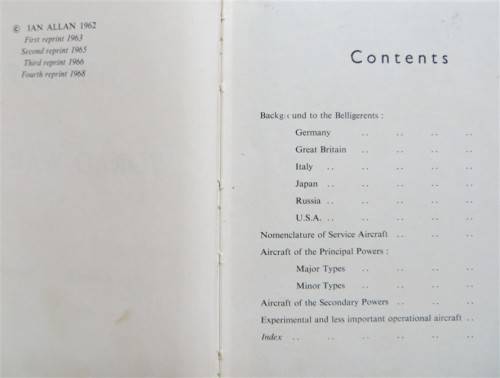 © IAN ALLAN 1962
First reprint 1963
Second reprint 1965
Third reprint 1966
Fourth reprint 1968
Contents
Background to the Belligerents :
Germany .. .. .. ..
Great Britain .. .. .. ..
Italy .. .. .. .. ..
Japan .. .. .. ..
Russia .. .. .. .. ..
U.S.A. .. .. .. .. ..
Nomenclature of Service Aircraft .. .. ..
Aircraft of the Principal Powers :
Major Types .. .. .. ..
Minor Types .. .. .. ..
Aircraft of the Secondary Powers .. .. ..
Experimental and less important operational aircraft ..
Index .. .. .. .. .. ..